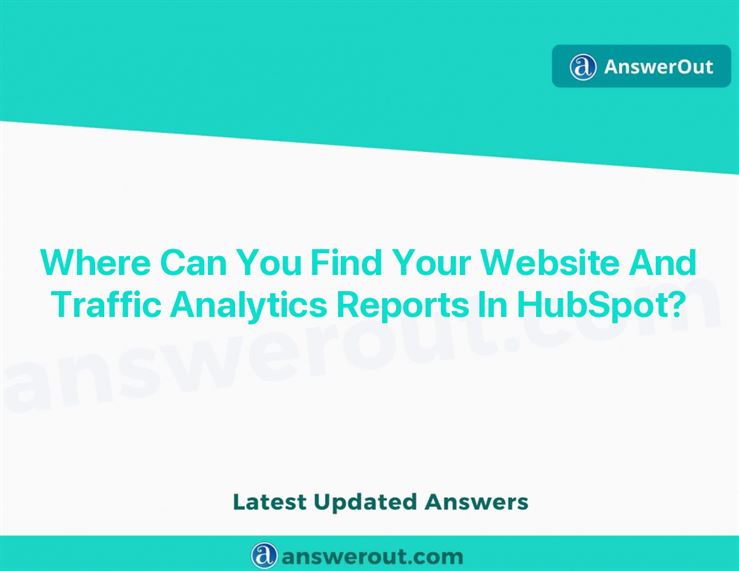 AnswerOut
Where Can You Find Your Website And
Traffic Analytics Reports In HubSpot?
answerout.com
Latest Updated Answers
answerout.com